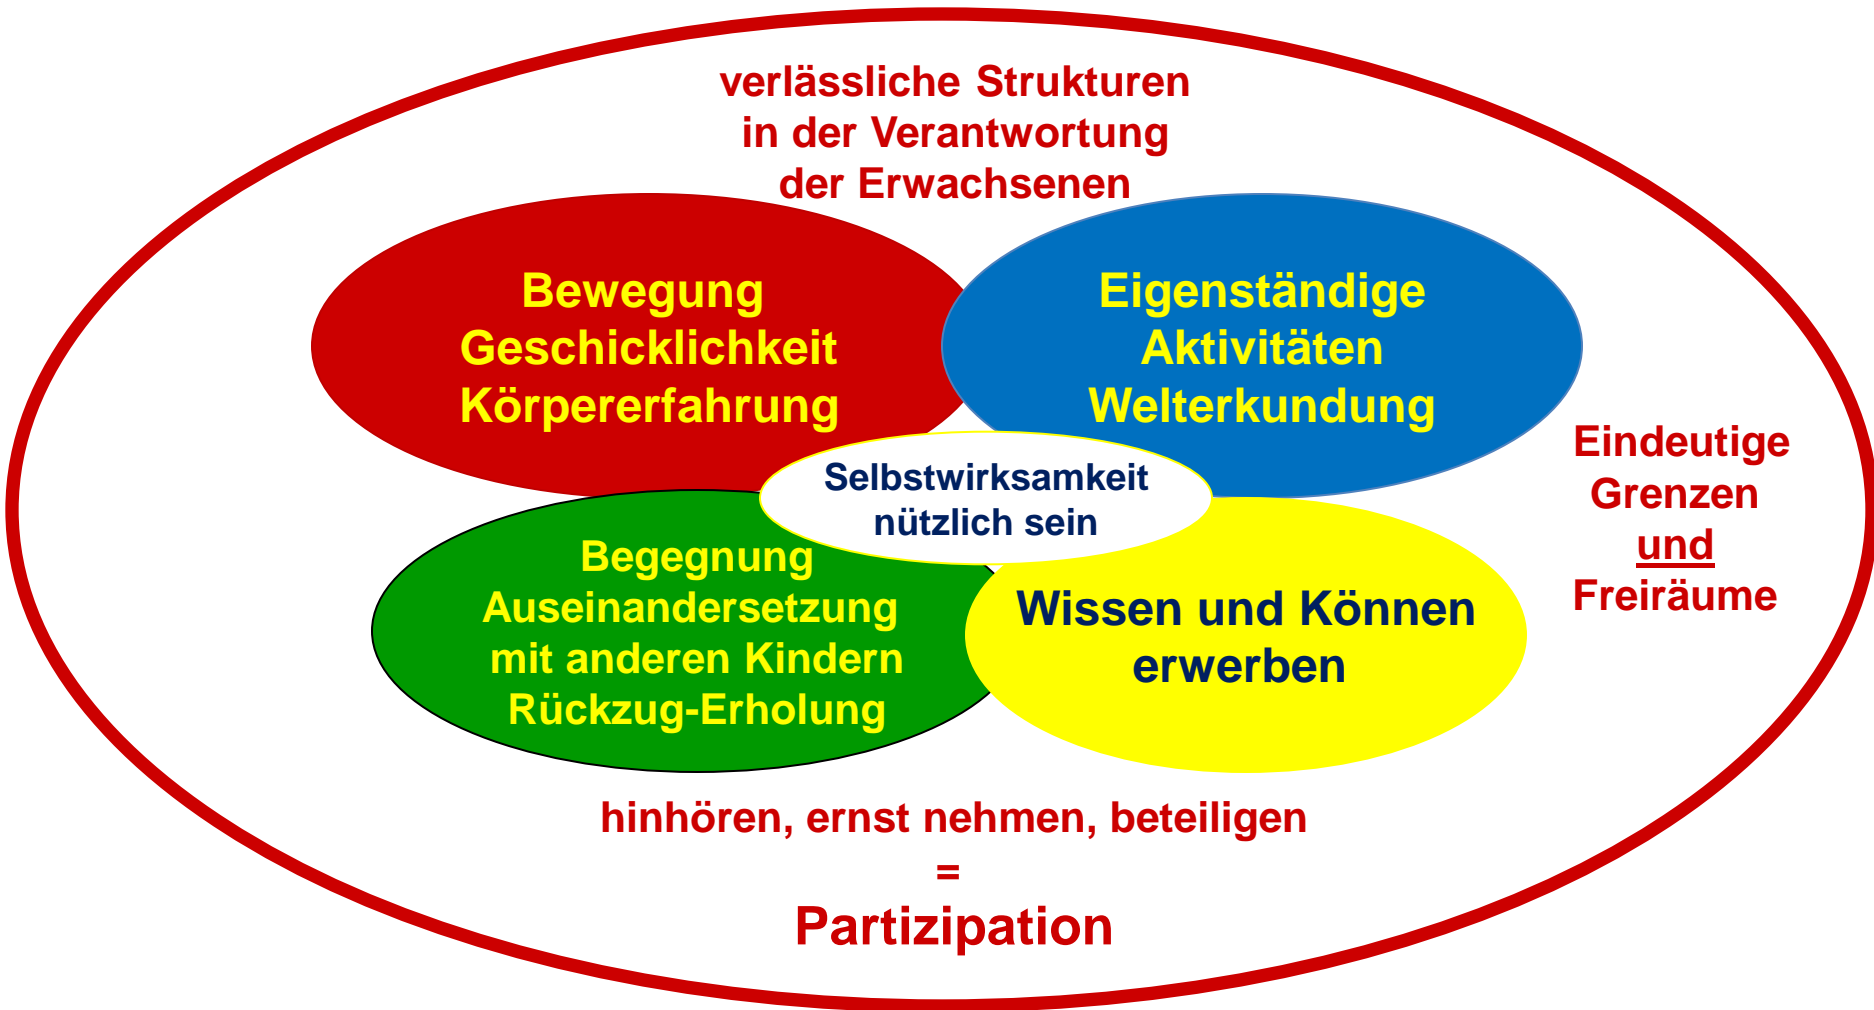 verlässliche Strukturen
in der Verantwortung
der Erwachsenen
Bewegung
Geschicklichkeit
Körpererfahrung
Eigenständige
Aktivitäten
Welterkundung
Selbstwirksamkeit
nützlich sein
Eindeutige
Grenzen
und
Freiräume
Begegnung
Auseinandersetzung
mit anderen Kindern
Rückzug-Erholung
Wissen und Können
erwerben
hinhören, ernst nehmen, beteiligen
=
Partizipation